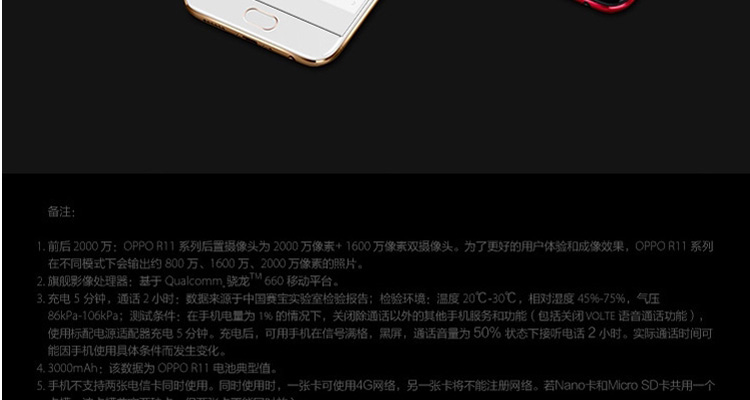 备注：
1. 前后 2000 万：OPPO R11 系列后置摄像头为 2000 万像素+ 1600 万像素双摄像头。为了更好的用户体验和成像效果，OPPO R11 系列
在不同模式下会输出约 800 万、1600 万、2000 万像素的照片。
2. 旗舰影像处理器：基于 Qualcomm 骁龙TM 660 移动平台。
3. 充电 5 分钟，通话 2 小时：数据来源于中国赛宝实验室检验报告；检验环境：温度 20℃-30℃，相对湿度 45%-75%，气压
86kPa-106kPa；测试条件：在手机电量为 1% 的情况下，关闭除通话以外的其他手机服务和功能（包括关闭 VOLTE 语音通话功能），
使用标配电源适配器充电 5 分钟。充电后，可用手机在信号满格，黑屏，通话音量为 50% 状态下接听电话 2 小时。实际通话时间可
能因手机使用具体条件而发生变化。
4. 3000mAh：该数据为 OPPO R11 电池典型值。
5. 手机不支持两张电信卡同时使用。同时使用时，一张卡可使用4G网络，另一张卡将不能注册网络。若Nano卡和Micro SD卡共用一个